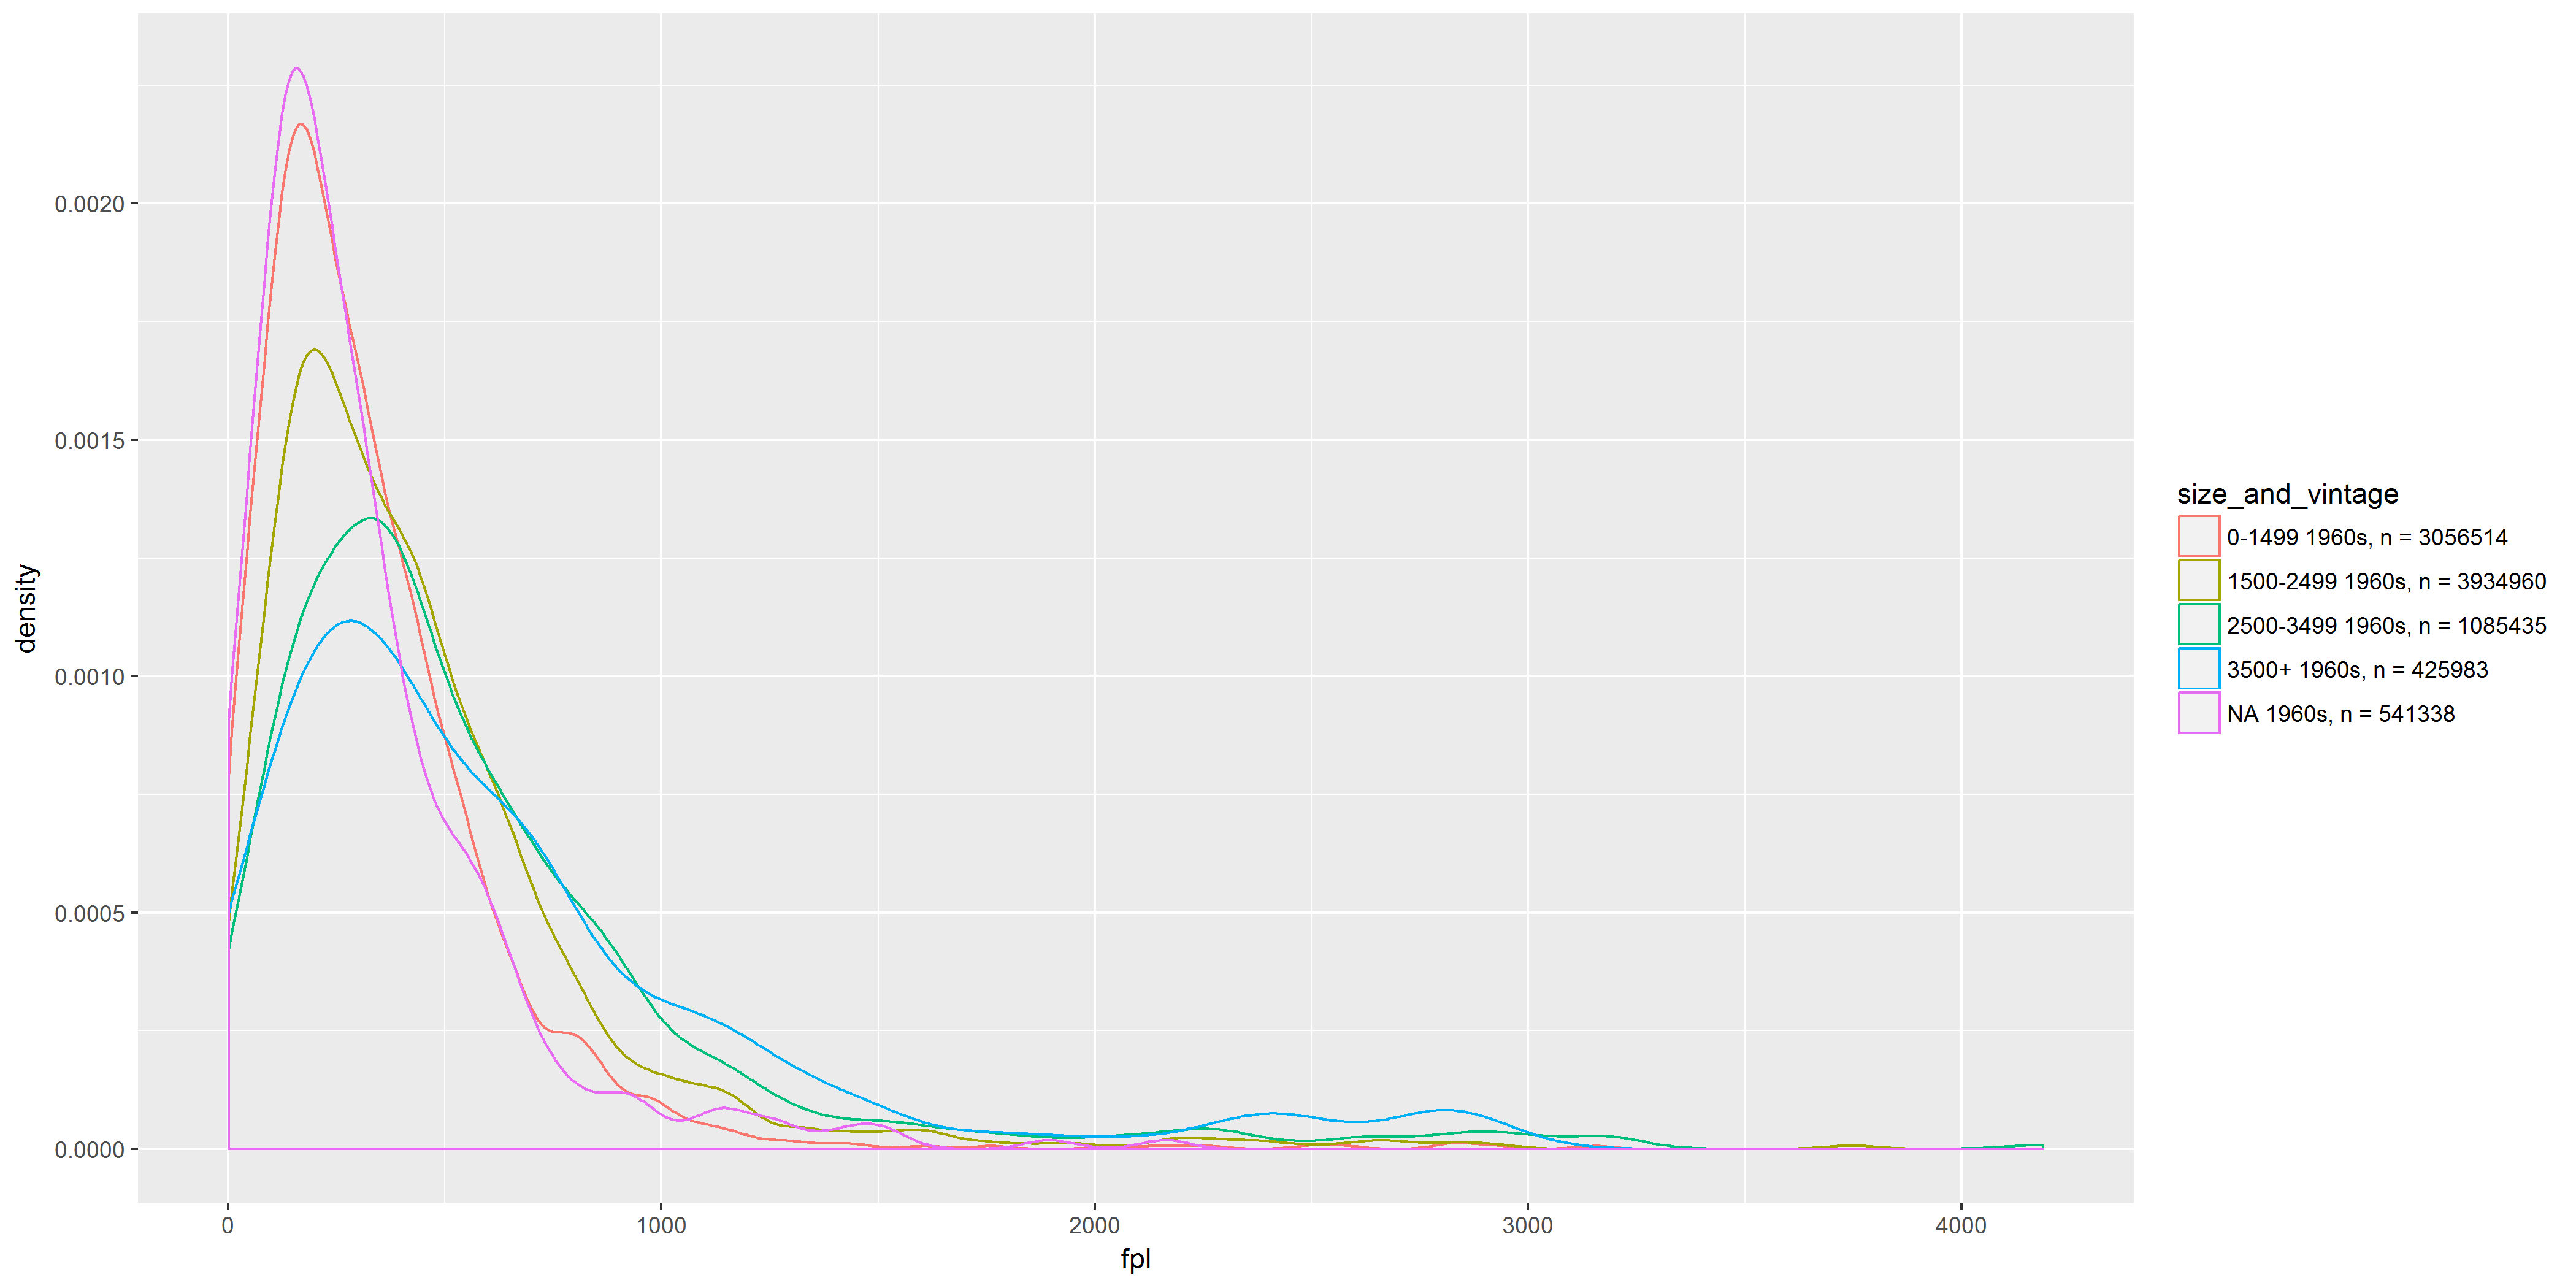 density
0.0020
0.0015
0.0010
0.0005
0.0000
0
1000
2000
3000
4000
fpl
size_and_vintage
0-1499 1960s, n = 3056514
1500-2499 1960s, n = 3934960
2500-3499 1960s, n = 1085435
3500+ 1960s, n = 425983
NA 1960s, n = 541338